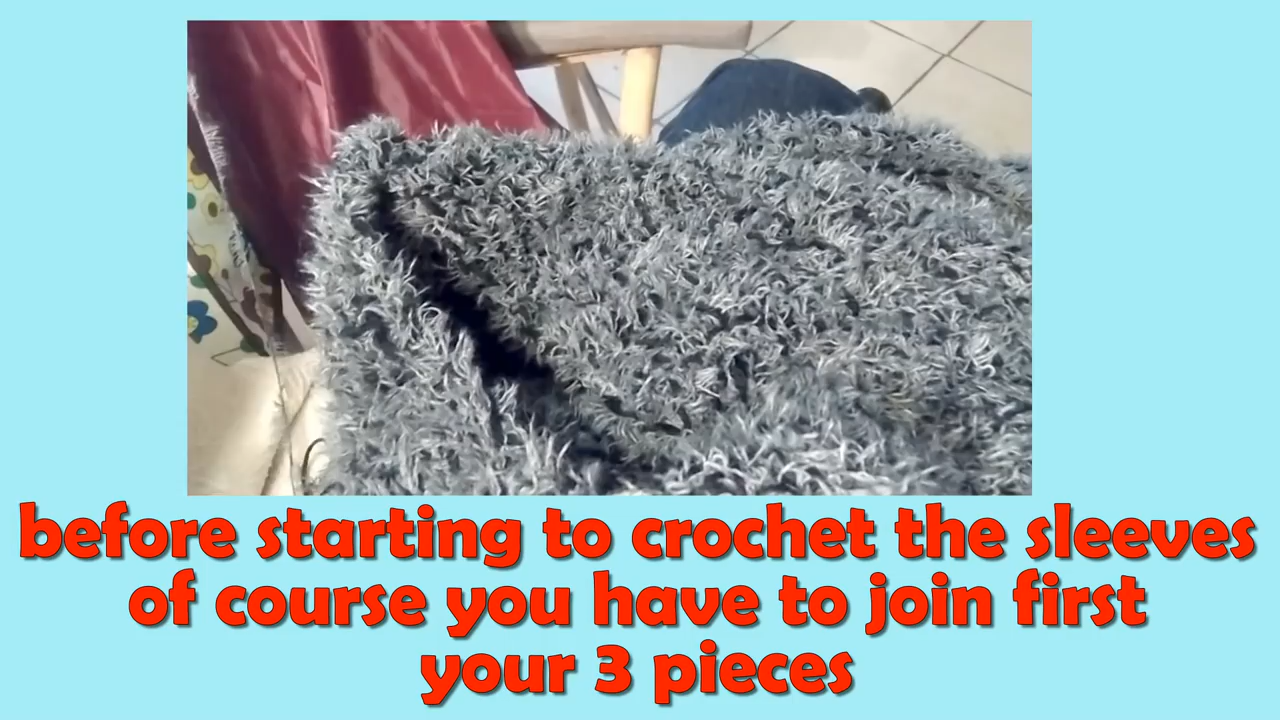 before starting to crochet the sleeves
of course you have to join first
your 3 pieces